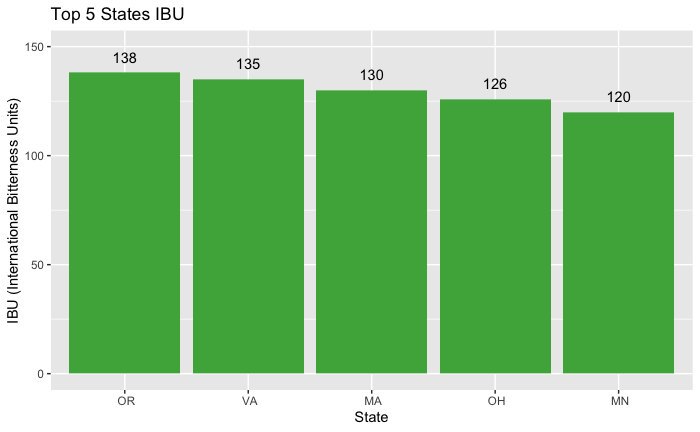 Top 5 States IBU
IBU (International Bitterness Units)
150
100
50
0
138
135
130
126
120
OR
VA
MA
OH
MN
State